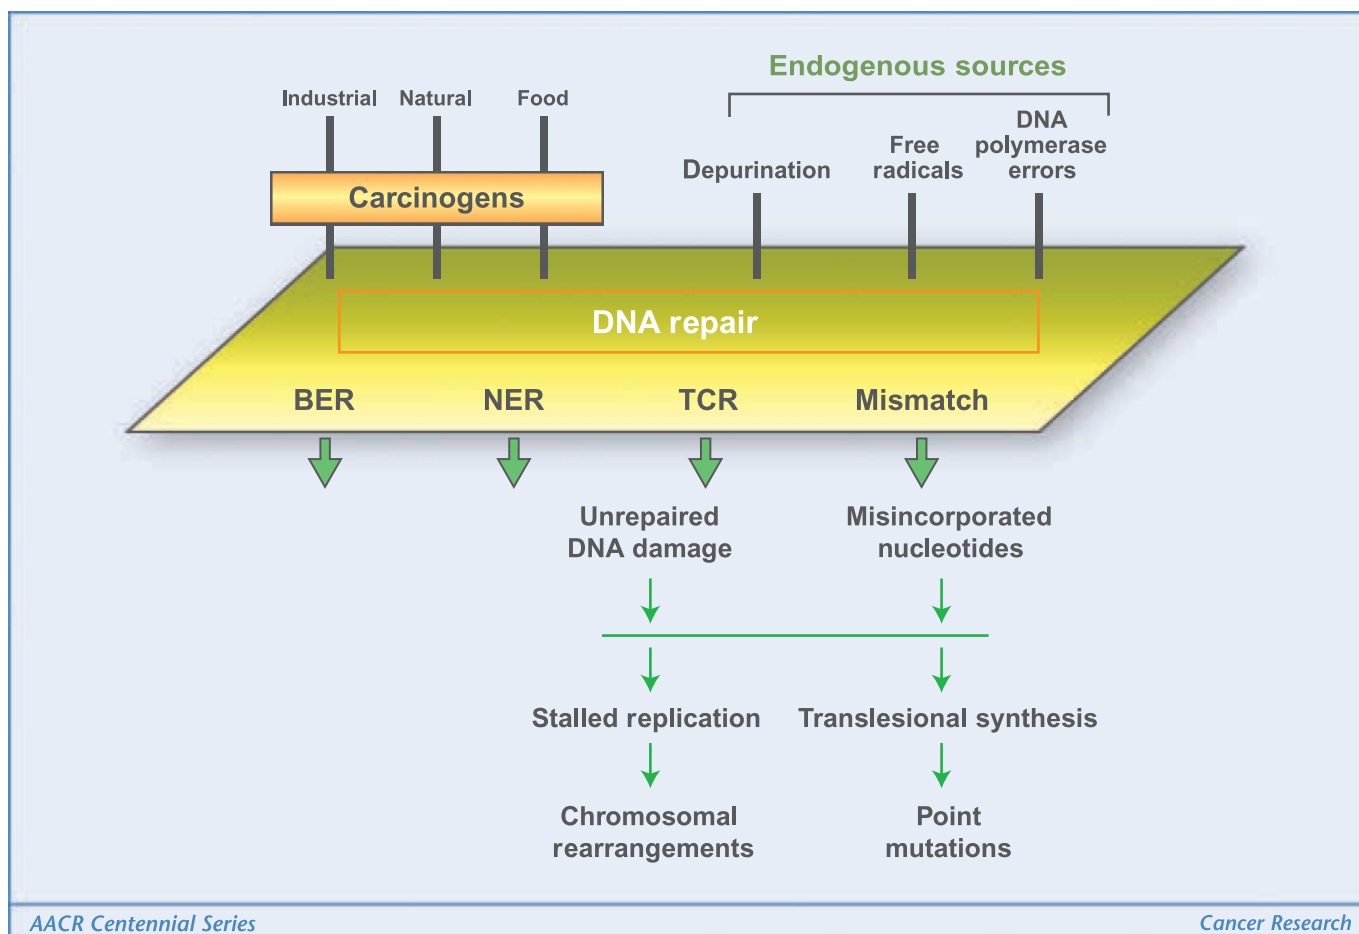 Endogenous sources
Industrial
Natural
Food
Depurination
Free
radicals
DNA
polymerase
errors
Carcinogens
DNA repair
BER
NER
TCR
Mismatch
Unrepaired
DNA damage
Misincorporated
nucleotides
Stalled replication
Translesional synthesis
Chromosomal
rearrangements
Point
mutations
AACR Centennial Series
Cancer Research